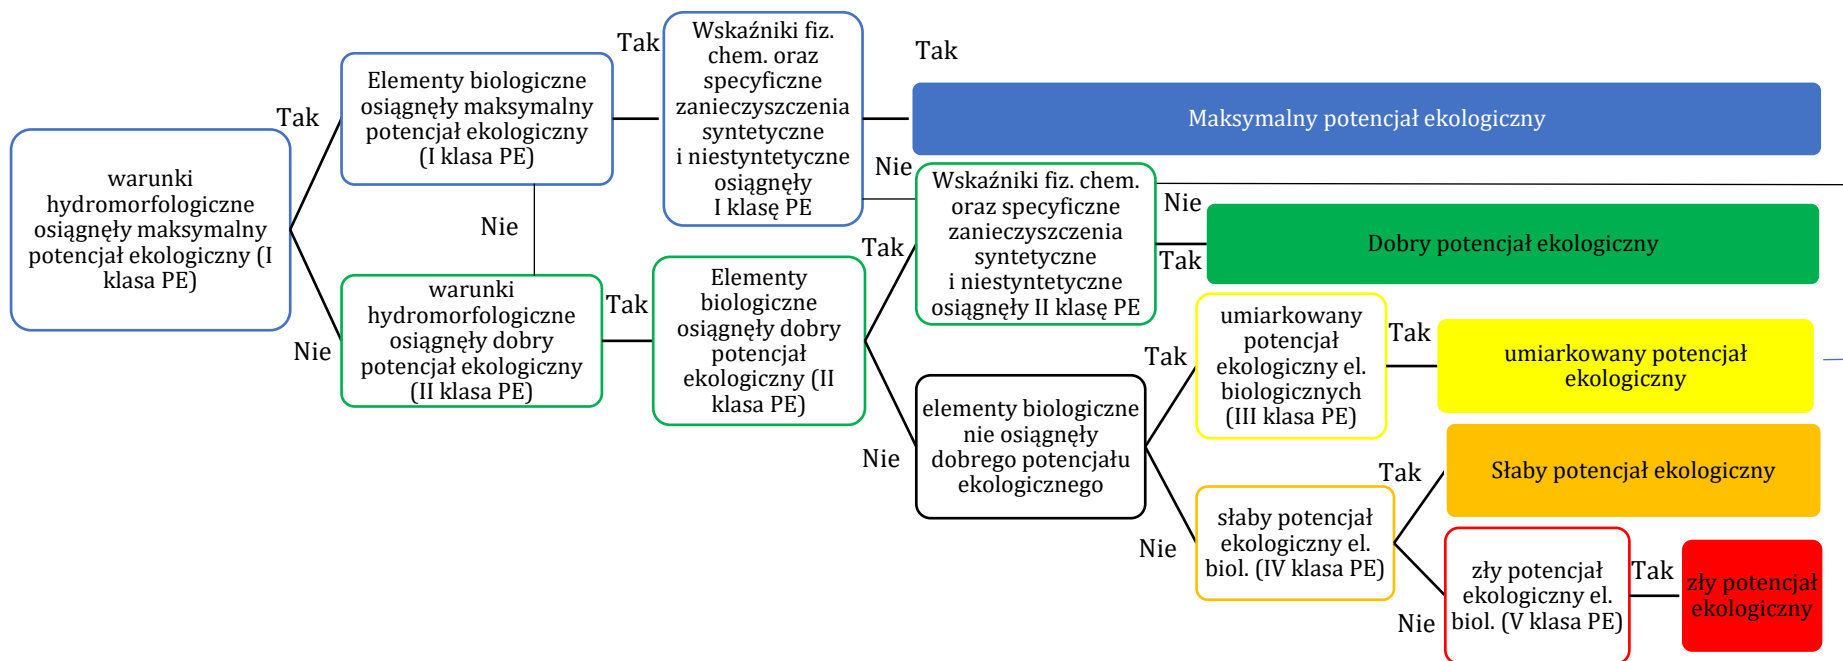 warunki
hydromorfologiczne
osiągnęły maksymalny
potencjał ekologiczny (I
klasa PE)
Tak
Nie
Elementy biologiczne
osiągnęły maksymalny
potencjał ekologiczny
(I klasa PE)
Tak
Nie
Wskaźniki fiz.
chem. oraz
specyficzne
zanieczyszczenia
syntetyczne
i niestyntetyczne
osiągnęły
I klasę PE
Tak
Nie
Maksymalny potencjał ekologiczny
warunki
hydromorfologiczne
osiągnęły dobry
potencjał ekologiczny
(II klasa PE)
Tak
Elementy
biologiczne
osiągnęły dobry
potencjał
ekologiczny (II
klasa PE)
Tak
Nie
Wskaźniki fiz. chem.
oraz specyficzne
zanieczyszczenia
syntetyczne
i niestyntetyczne
osiągnęły II klasę PE
Nie
Tak
Dobry potencjał ekologiczny
elementy biologiczne
nie osiągnęły
dobrego potencjału
ekologicznego
Tak
Nie
umiarkowany
potencjał
ekologiczny el.
biologicznych
(III klasa PE)
Tak
umiarkowany potencjał
ekologiczny
słaby potencjał
ekologiczny el.
biol. (IV klasa PE)
Tak
Nie
Słaby potencjał ekologiczny
zły potencjał
ekologiczny el.
biol. (V klasa PE)
Tak
zły potencjał
ekologiczny